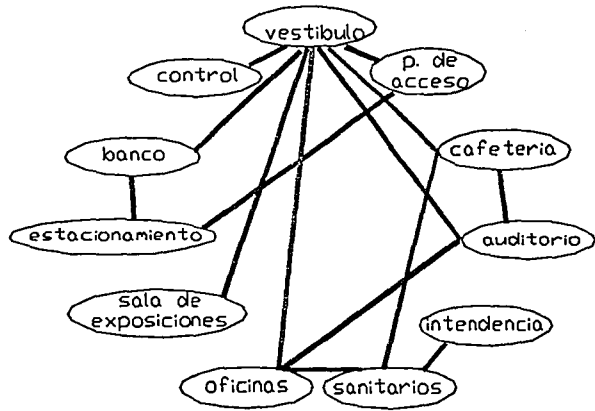 vestibulo
control
p. de
acceso
banco
cafeteria
estacionamiento
auditorio
sala de
exposiciones
intendencia
oficinas
sanitarios